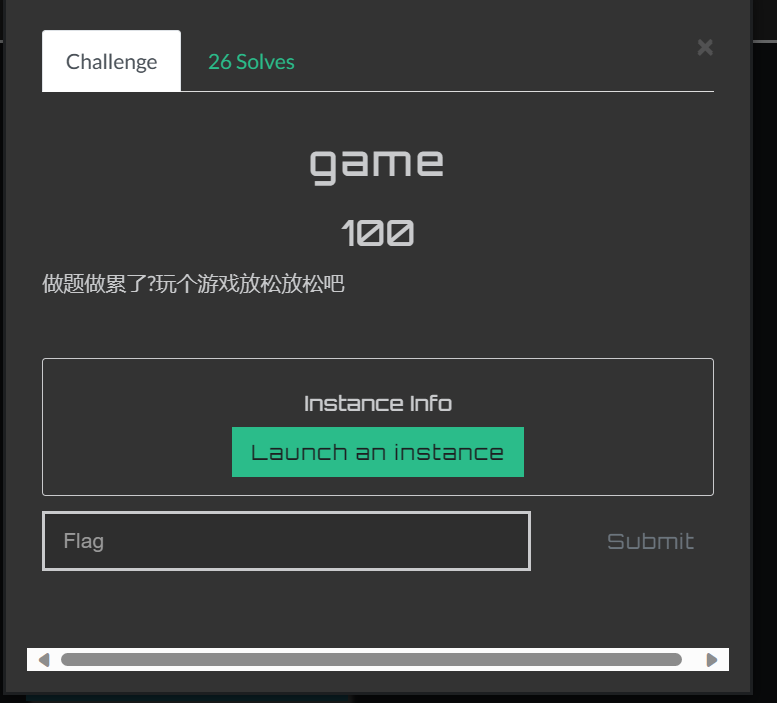 Challenge
26 Solves
×
game
100
做题做累了?玩个游戏放松放松吧
Instance Info
Launch an instance
Flag
Submit